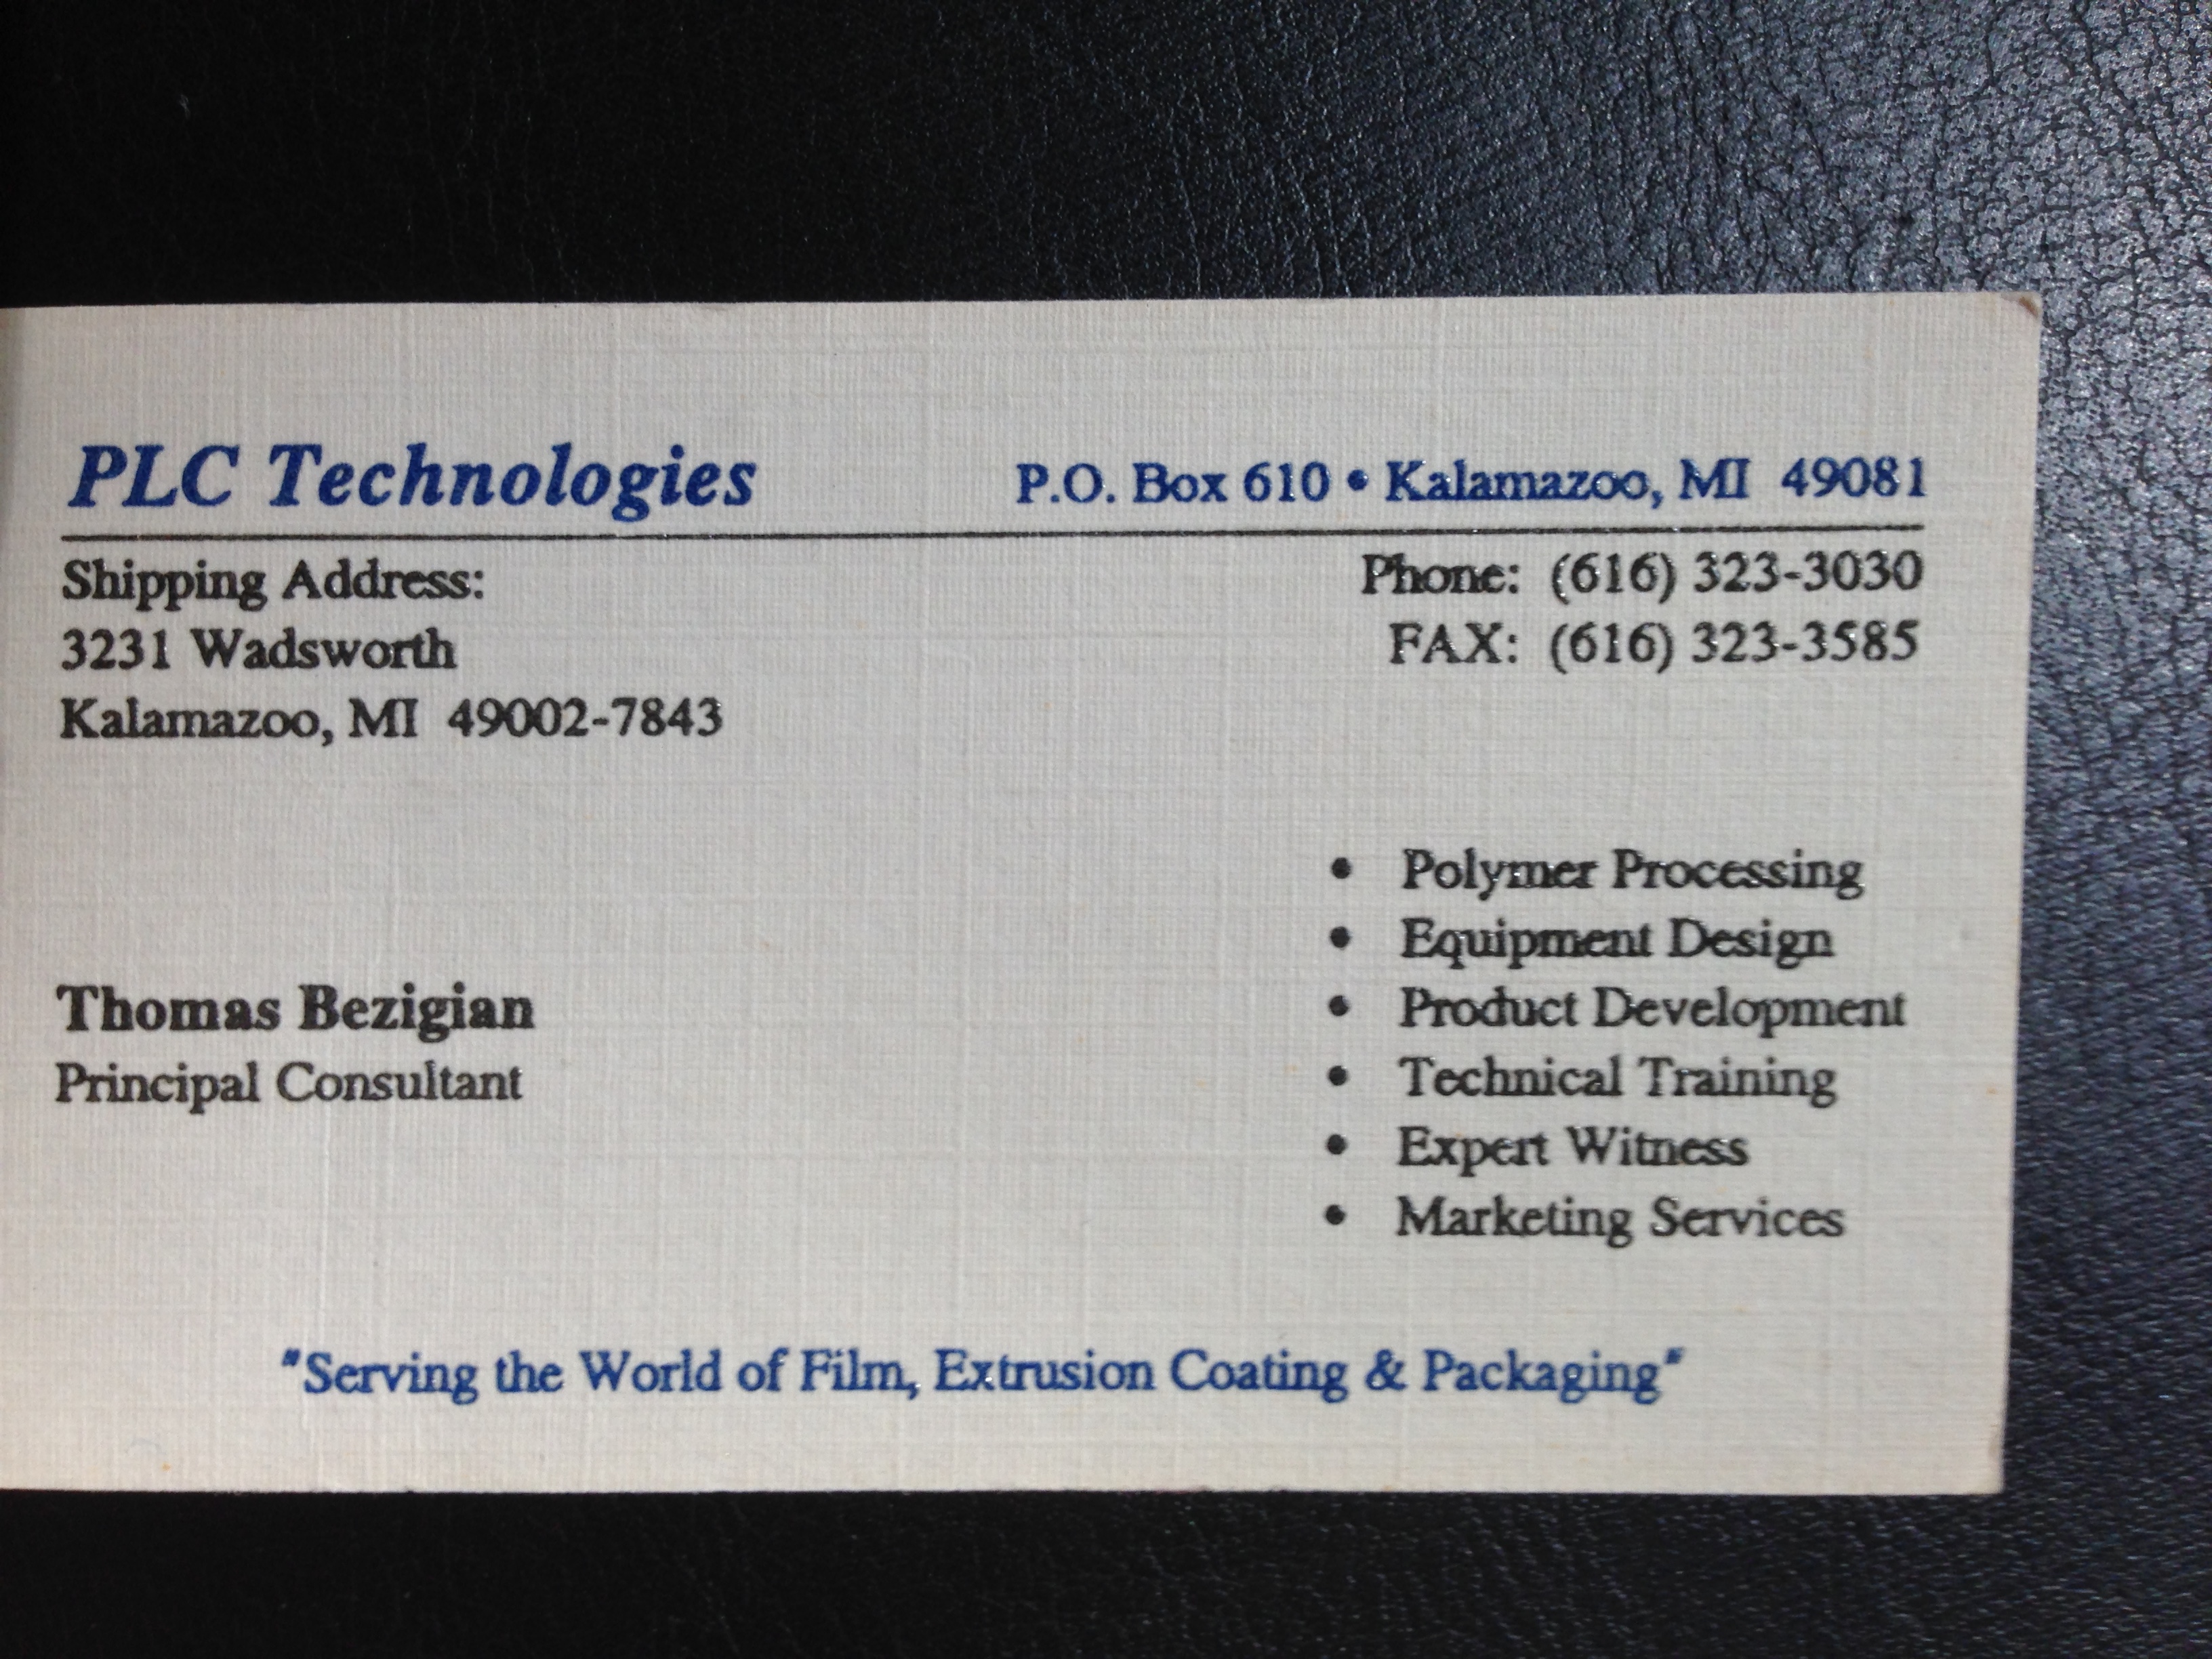 PLC Technologies P.O. Box 610 • Kalamazoo, MI 49081
Shipping Address:
3231 Wadsworth
Kalamazoo, MI 49002-7843
Phone: (616) 323-3030
FAX: (616) 323-3585
Thomas Bezigian
Principal Consultant
• Polymer Processing
• Equipment Design
• Product Development
• Technical Training
• Expert Witness
• Marketing Services
"Serving the World of Film, Extrusion Coating & Packaging"